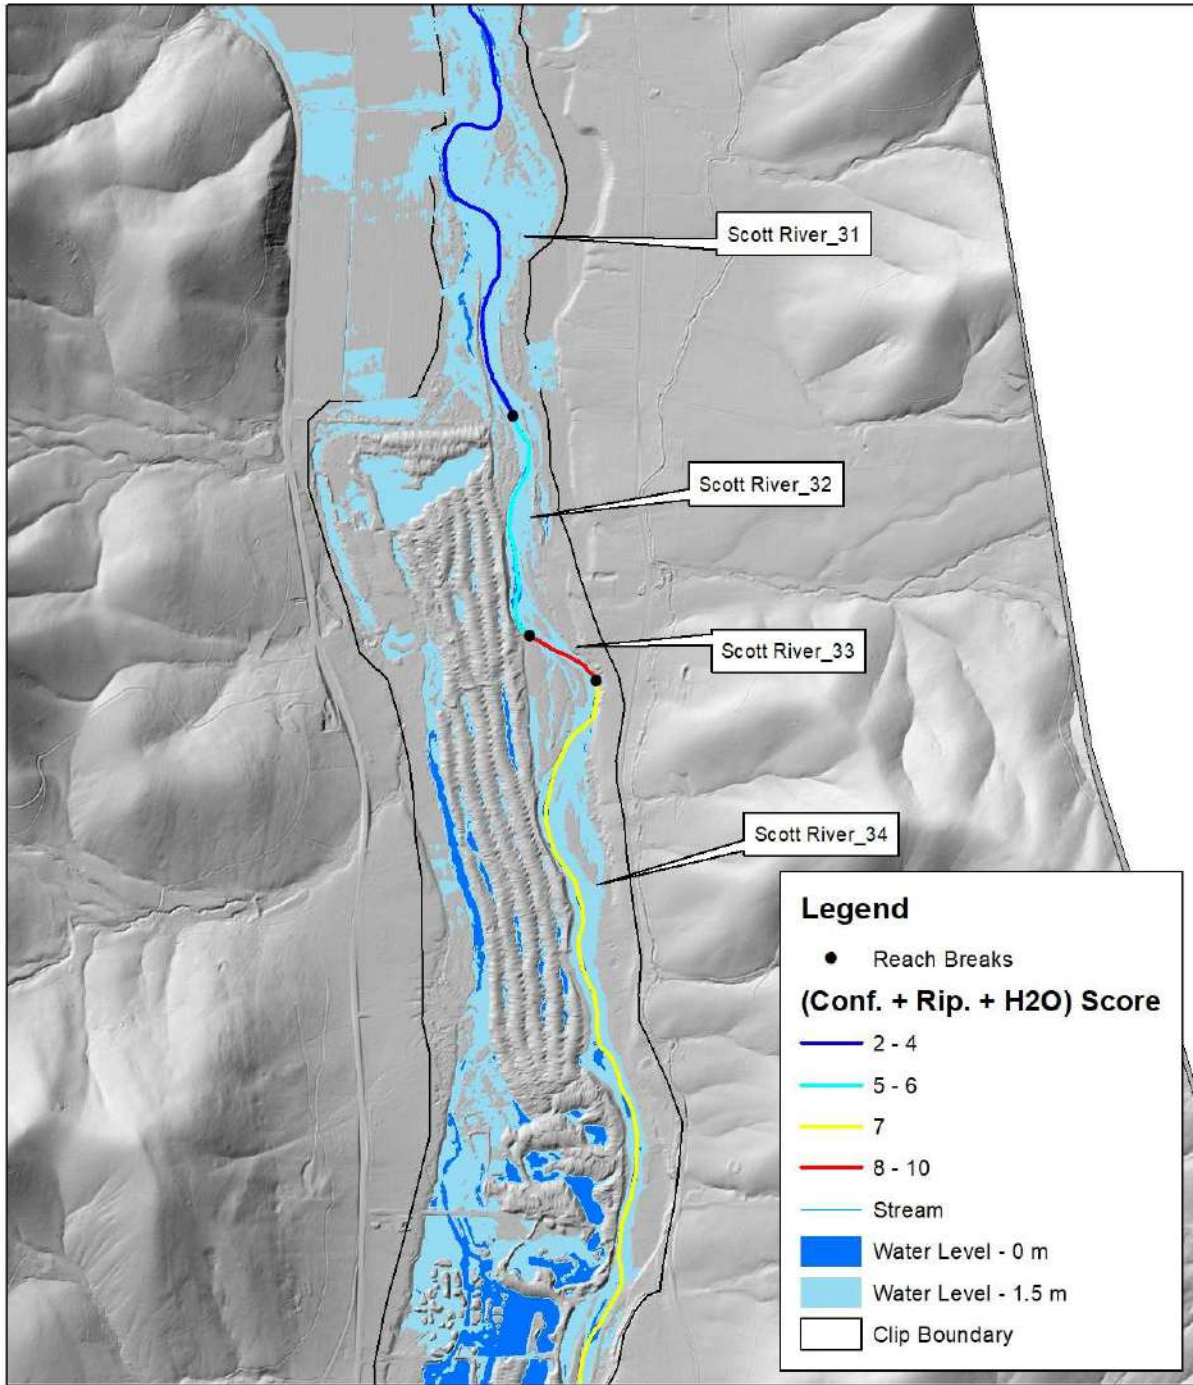 Scott River_31
Scott River_32
Scott River_33
Scott River_34
Legend
Reach Breaks
(Conf. + Rip. + H2O) Score
2 - 4
5 - 6
7
8 - 10
Stream
Water Level - 0 m
Water Level - 1.5 m
Clip Boundary